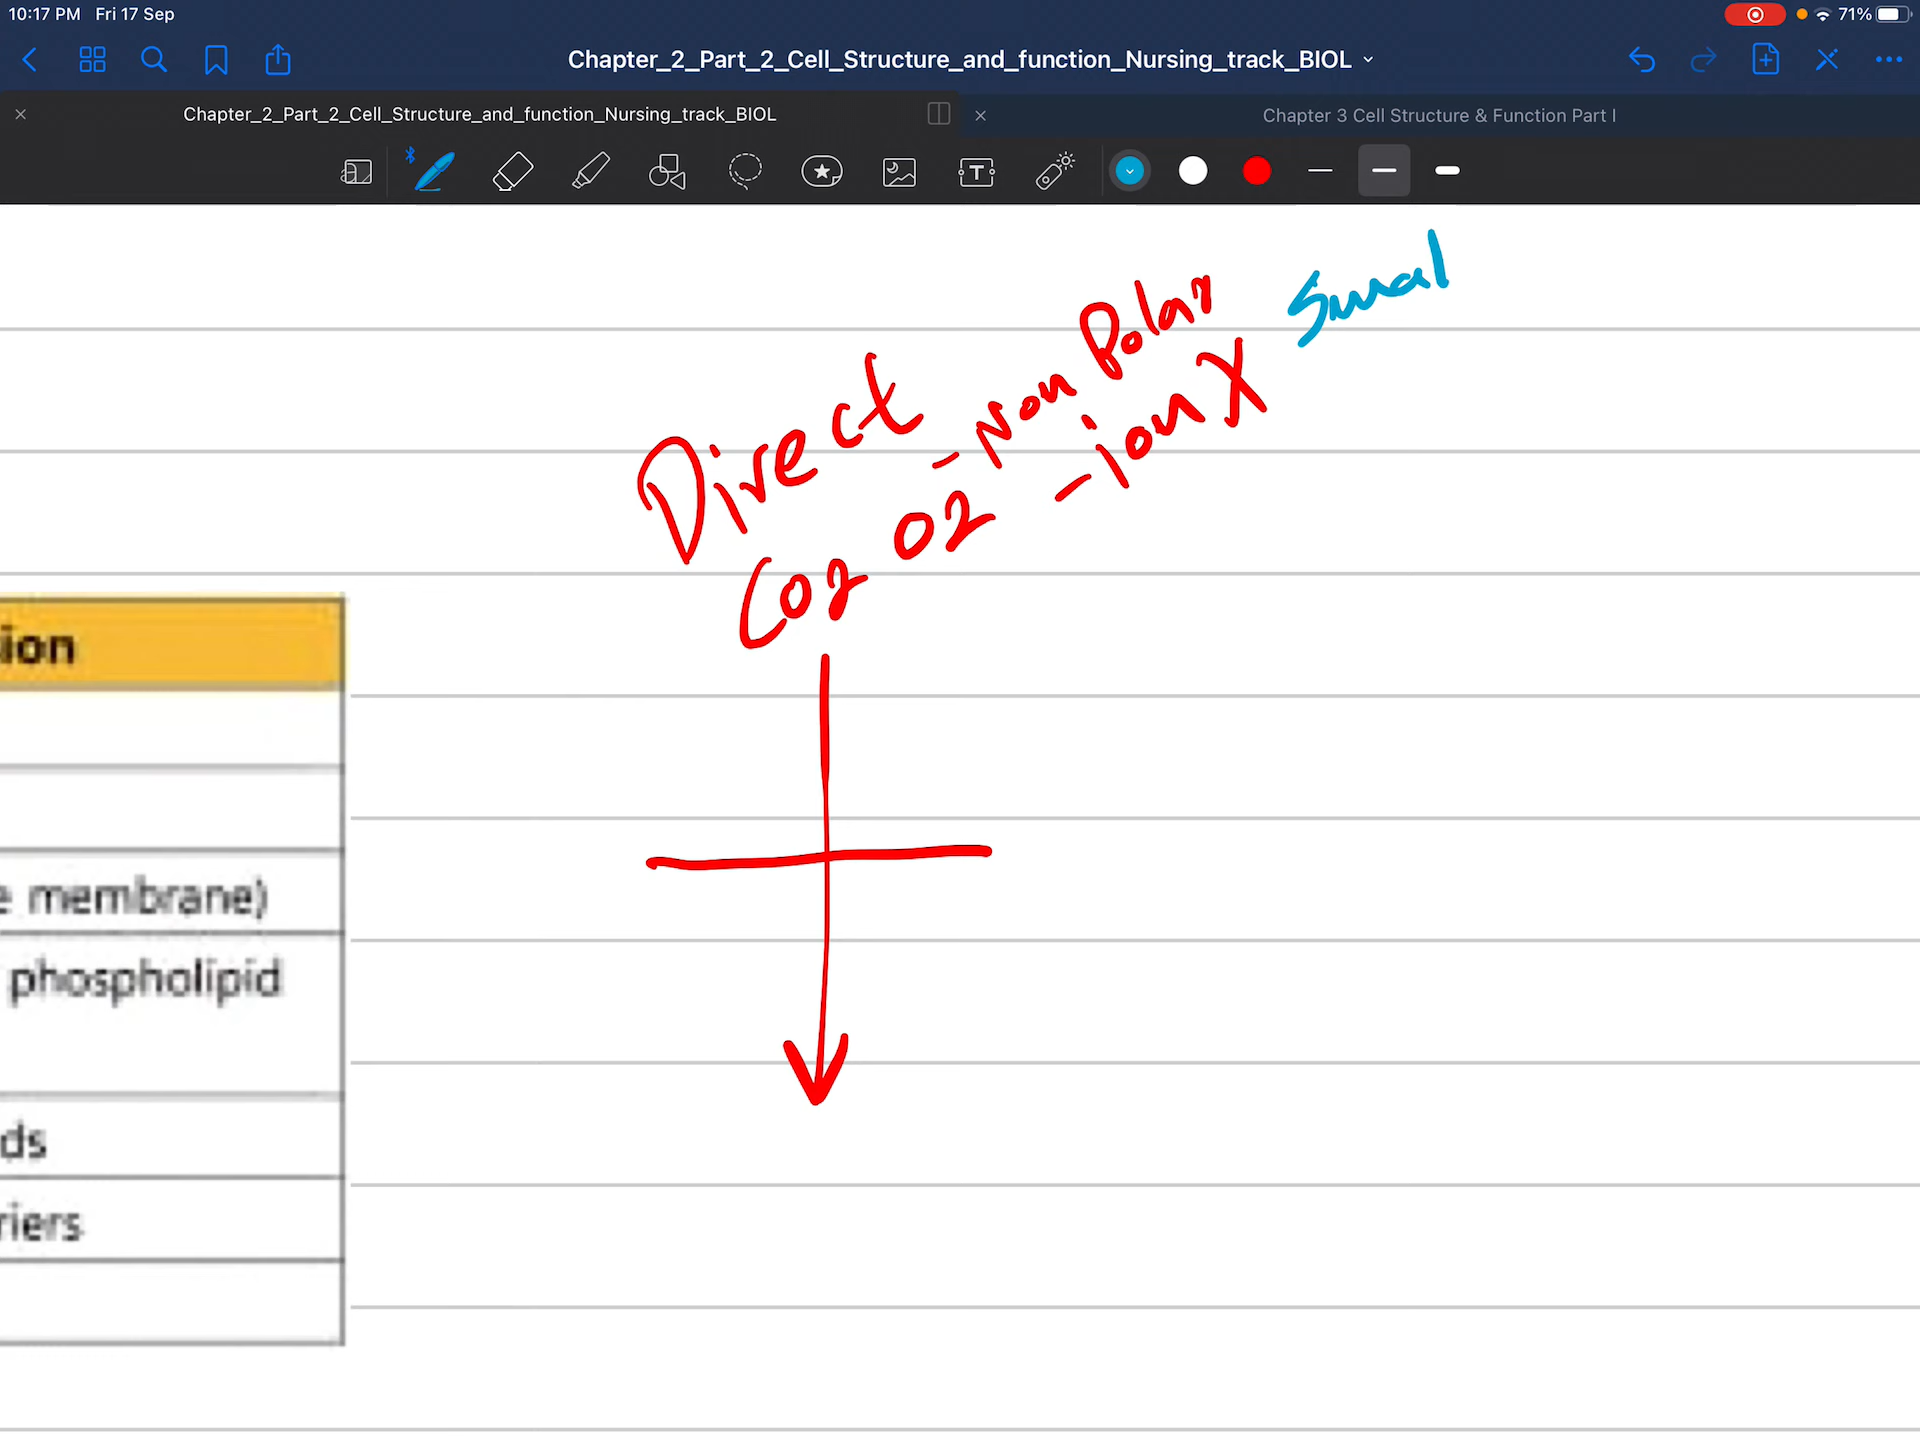 10:17 PM Fri 17 Sep
71%
Chapter_2_Part_2_Cell_Structure_and_function_Nursing_track_BIOL
Chapter_2_Part_2_Cell_Structure_and_function_Nursing_track_BIOL
Chapter 3 Cell Structure & Function Part I
T
Smal
Direct
- Non Polar
- ion X
Co2 O2
ion
e membrane)
phospholipid
ds
riers